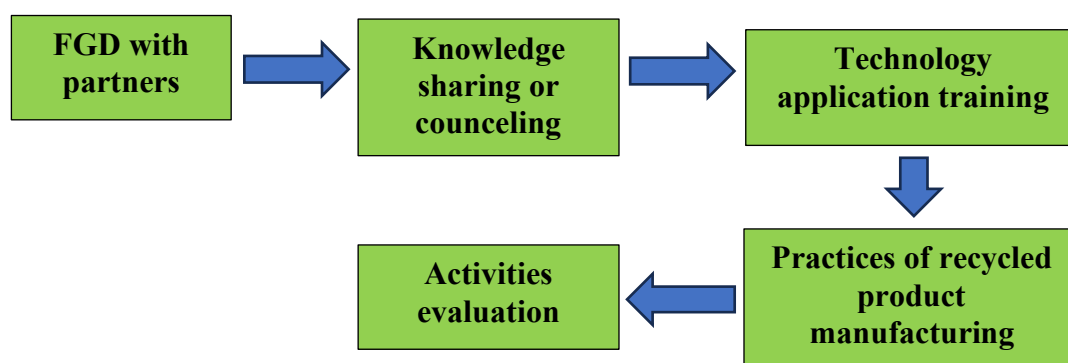 FGD with
partners
Knowledge
sharing or
counceling
Technology
application training
Practices of recycled
product
manufacturing
Activities
evaluation